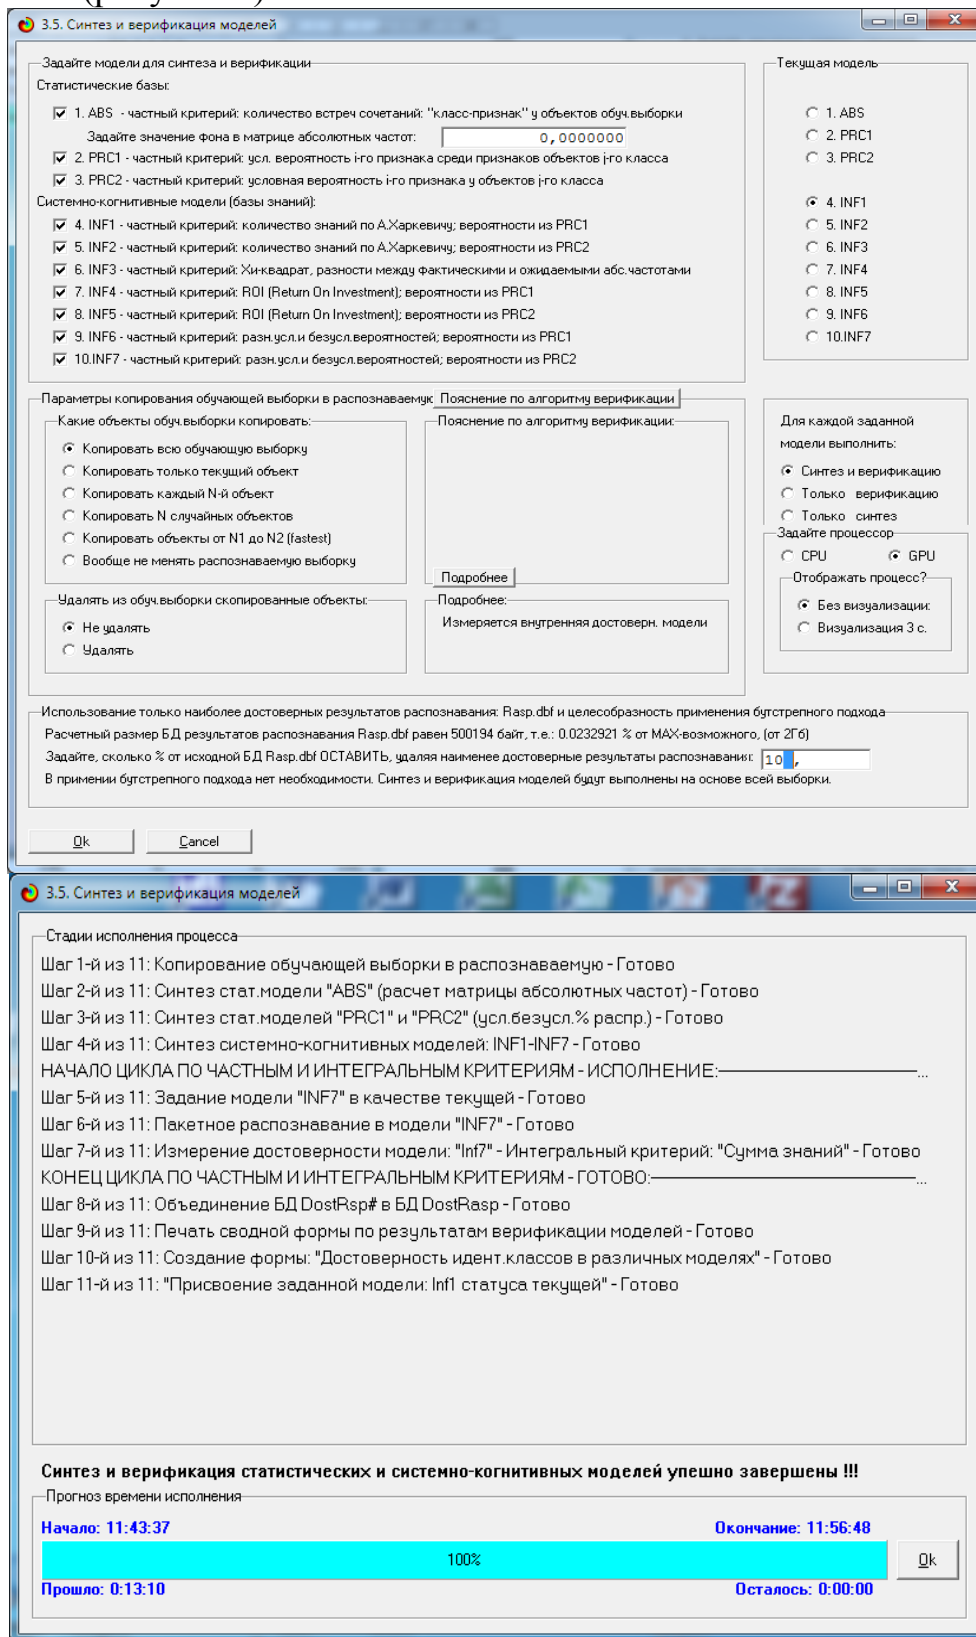 3.5. Синтез и верификация моделей
Задайте модели для синтеза и верификации
Статистические базы:
1. ABS - частный критерий: количество встреч сочетаний: "класс-признак" у объектов обуч.выборки
Задайте значение фона в матрице абсолютных частот: 0,0000000
2. PRC1 - частный критерий: усл. вероятность i-го признака среди признаков объектов j-го класса
3. PRC2 - частный критерий: условная вероятность i-го признака у объектов j-го класса
Системно-когнитивные модели (базы знаний):
4. INF1 - частный критерий: количество знаний по А.Харкевичу; вероятности из PRC1
5. INF2 - частный критерий: количество знаний по А.Харкевичу; вероятности из PRC2
6. INF3 - частный критерий: Хи-квадрат, разности между фактическими и ожидаемыми абс.частотами
7. INF4 - частный критерий: ROI (Return On Investment); вероятности из PRC1
8. INF5 - частный критерий: ROI (Return On Investment); вероятности из PRC2
9. INF6 - частный критерий: разн.усл.и безусл.вероятностей; вероятности из PRC1
10.INF7 - частный критерий: разн.усл.и безусл.вероятностей; вероятности из PRC2
Текущая модель
1. ABS
2. PRC1
3. PRC2
4. INF1
5. INF2
6. INF3
7. INF4
8. INF5
9. INF6
10.INF7
Параметры копирования обучающей выборки в распознаваемую
Пояснение по алгоритму верификации
Какие объекты обуч.выборки копировать:
Копировать всю обучающую выборку
Копировать только текущий объект
Копировать каждый N-й объект
Копировать N случайных объектов
Копировать объекты от N1 до N2 (fastest)
Вообще не менять распознаваемую выборку
Пояснение по алгоритму верификации:
Подробнее
Удалять из обуч.выборки скопированные объекты:
Не удалять
Удалять
Подробнее:
Измеряется внутренняя достоверн. модели
Для каждой заданной
модели выполнить:
Синтез и верификацию
Только верификацию
Только синтез
Задайте процессор
CPU GPU
Отображать процесс?
Без визуализации:
Визуализация 3 с.
Использование только наиболее достоверных результатов распознавания: Rasp.dbf и целесообразность применения бутстрепного подхода
Расчетный размер БД результатов распознавания Rasp.dbf равен 500194 байт, т.е.: 0.0232921 % от MAX-возможного, (от 2Гб)
Задайте, сколько % от исходной БД Rasp.dbf ОСТАВИТЬ, удаляя наименее достоверные результаты распознавания: 10 ,
В примении бутстрепного подхода нет необходимости. Синтез и верификация моделей будут выполнены на основе всей выборки.
Ok Cancel
3.5. Синтез и верификация моделей
Стадии исполнения процесса
Шаг 1-й из 11: Копирование обучающей выборки в распознаваемую - Готово
Шаг 2-й из 11: Синтез стат.модели "ABS" (расчет матрицы абсолютных частот) - Готово
Шаг 3-й из 11: Синтез стат.моделей "PRC1" и "PRC2" (усл.безусл.% распр.) - Готово
Шаг 4-й из 11: Синтез системно-когнитивных моделей: INF1-INF7 - Готово
НАЧАЛО ЦИКЛА ПО ЧАСТНЫМ И ИНТЕГРАЛЬНЫМ КРИТЕРИЯМ - ИСПОЛНЕНИЕ:...
Шаг 5-й из 11: Задание модели "INF7" в качестве текущей - Готово
Шаг 6-й из 11: Пакетное распознавание в модели "INF7" - Готово
Шаг 7-й из 11: Измерение достоверности модели: "Inf7" - Интегральный критерий: "Сумма знаний" - Готово
КОНЕЦ ЦИКЛА ПО ЧАСТНЫМ И ИНТЕГРАЛЬНЫМ КРИТЕРИЯМ - ГОТОВО:...
Шаг 8-й из 11: Объединение БД DostRsp# в БД DostRasp - Готово
Шаг 9-й из 11: Печать сводной формы по результатам верификации моделей - Готово
Шаг 10-й из 11: Создание формы: "Достоверность идент.классов в различных моделях" - Готово
Шаг 11-й из 11: "Присвоение заданной модели: Inf1 статуса текущей" - Готово
Синтез и верификация статистических и системно-когнитивных моделей упешно завершены !!!
Прогноз времени исполнения
Начало: 11:43:37 Окончание: 11:56:48
100% Ok
Прошло: 0:13:10 Осталось: 0:00:00